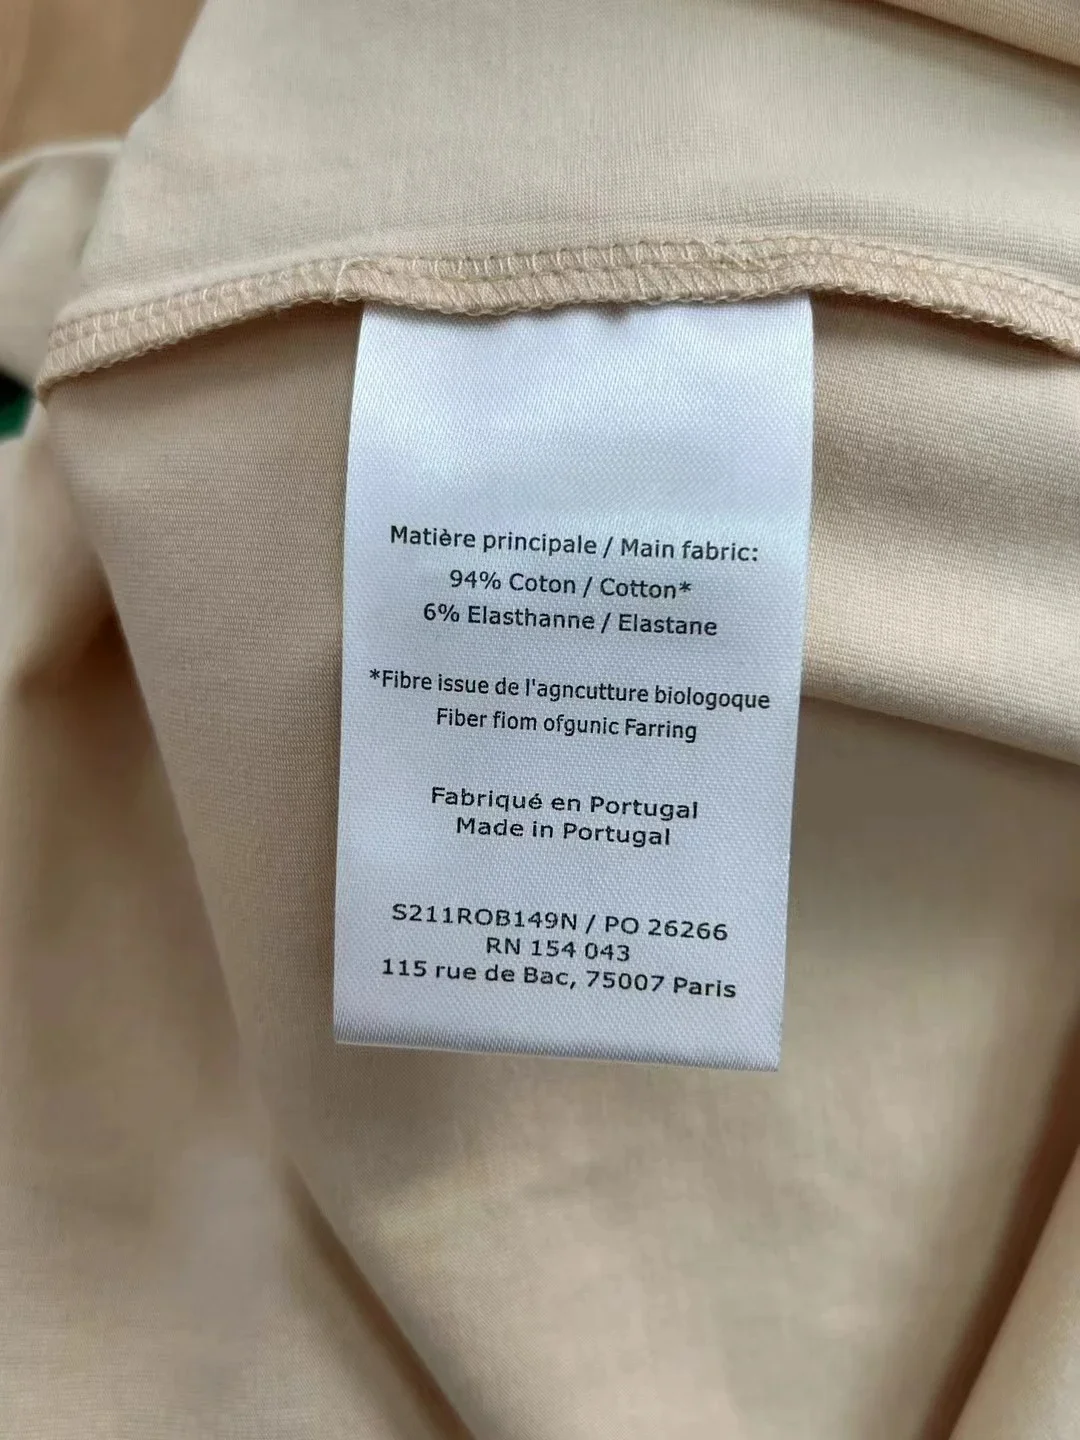 Matière principale / Main fabric:
94% Coton / Cotton*
6% Elasthanne / Elastane
*Fibre issue de l'agncutture biologoque
Fiber fiom ofgunic Farring
Fabriqué en Portugal
Made in Portugal
S211ROB149N / PO 26266
RN 154 043
115 rue de Bac, 75007 Paris